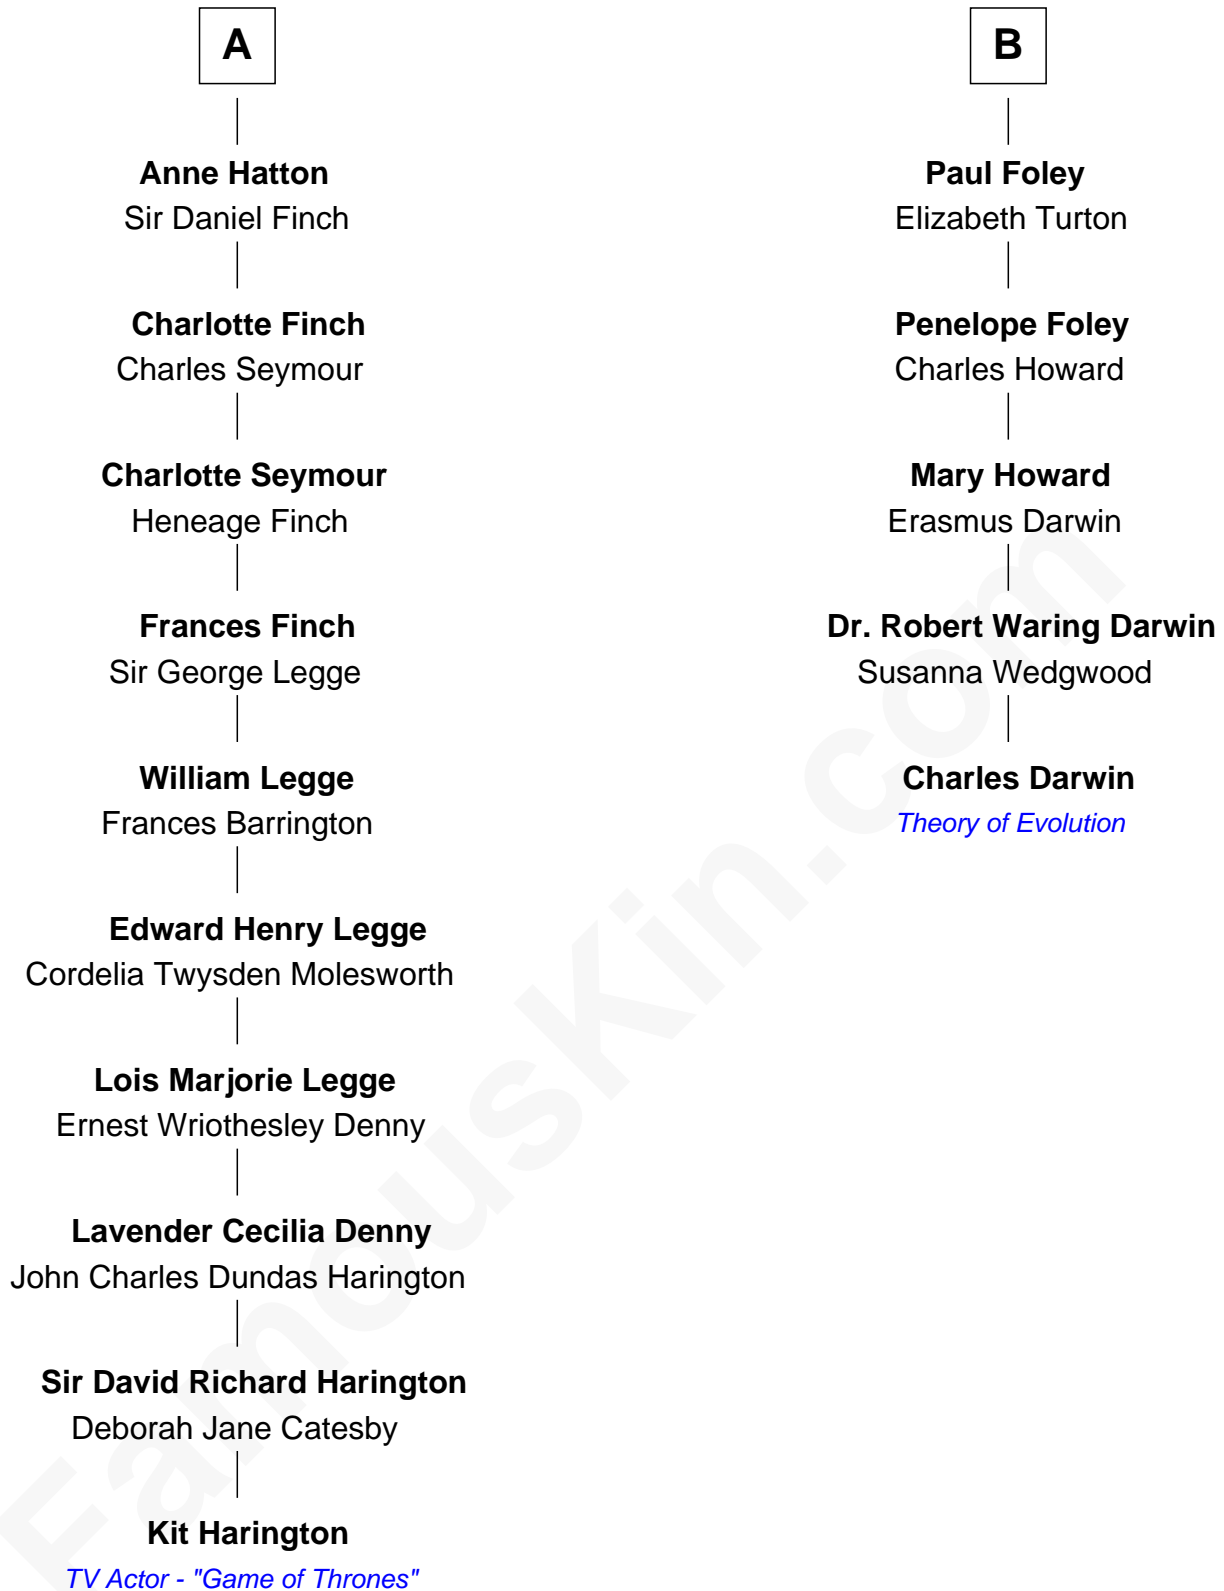 A
Anne Hatton
Sir Daniel Finch
Charlotte Finch
Charles Seymour
Charlotte Seymour
Heneage Finch
Frances Finch
Sir George Legge
William Legge
Frances Barrington
Edward Henry Legge
Cordelia Twysden Molesworth
Lois Marjorie Legge
Ernest Wriothesley Denny
Lavender Cecilia Denny
John Charles Dundas Harington
Sir David Richard Harington
Deborah Jane Catesby
Kit Harington
TV Actor - "Game of Thrones"
B
Paul Foley
Elizabeth Turton
Penelope Foley
Charles Howard
Mary Howard
Erasmus Darwin
Dr. Robert Waring Darwin
Susanna Wedgwood
Charles Darwin
Theory of Evolution
FamousKin.com